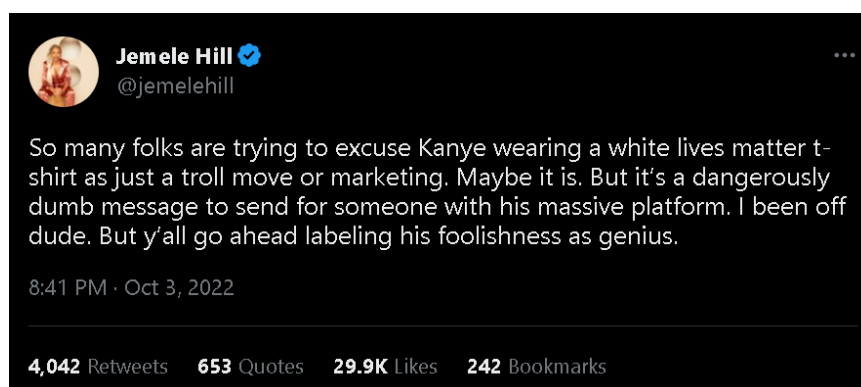 Jemele Hill
@jemelehill
So many folks are trying to excuse Kanye wearing a white lives matter t-
shirt as just a troll move or marketing. Maybe it is. But it’s a dangerously
dumb message to send for someone with his massive platform. I been off
dude. But y’all go ahead labeling his foolishness as genius.
8:41 PM · Oct 3, 2022
4,042 Retweets 653 Quotes 29.9K Likes 242 Bookmarks